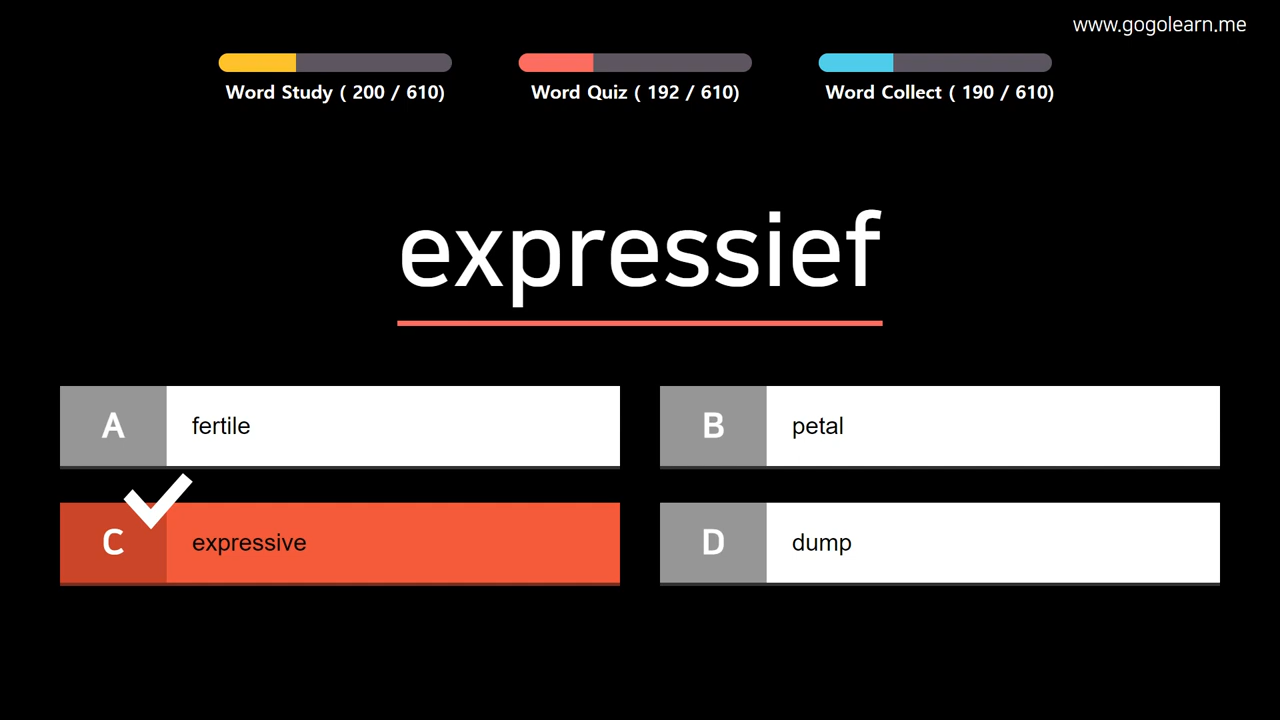 www.gogolearn.me
Word Study ( 200 / 610)
Word Quiz ( 192 / 610)
Word Collect ( 190 / 610)
expressief
A fertile
B petal
C expressive
D dump